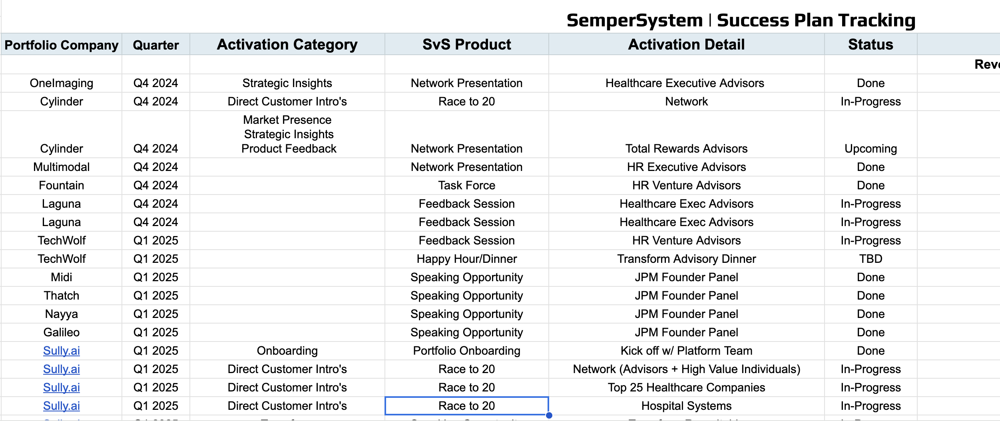 SemperSystem | Success Plan Tracking
Portfolio Company Quarter Activation Category SvS Product Activation Detail Status
OneImaging Q4 2024 Strategic Insights Network Presentation Healthcare Executive Advisors Done
Cylinder Q4 2024 Direct Customer Intro's Race to 20 Network In-Progress
Market Presence
Strategic Insights
Cylinder Q4 2024 Product Feedback Network Presentation Total Rewards Advisors Upcoming
Multimodal Q4 2024 Network Presentation HR Executive Advisors Done
Fountain Q4 2024 Task Force HR Venture Advisors Done
Laguna Q4 2024 Feedback Session Healthcare Exec Advisors In-Progress
Laguna Q4 2024 Feedback Session Healthcare Exec Advisors In-Progress
TechWolf Q1 2025 Feedback Session HR Venture Advisors In-Progress
TechWolf Q1 2025 Happy Hour/Dinner Transform Advisory Dinner TBD
Midi Q1 2025 Speaking Opportunity JPM Founder Panel Done
Thatch Q1 2025 Speaking Opportunity JPM Founder Panel Done
Nayya Q1 2025 Speaking Opportunity JPM Founder Panel Done
Galileo Q1 2025 Speaking Opportunity JPM Founder Panel Done
Sully.ai Q1 2025 Onboarding Portfolio Onboarding Kick off w/ Platform Team Done
Sully.ai Q1 2025 Direct Customer Intro's Race to 20 Network (Advisors + High Value Individuals) In-Progress
Sully.ai Q1 2025 Direct Customer Intro's Race to 20 Top 25 Healthcare Companies In-Progress
Sully.ai Q1 2025 Direct Customer Intro's Race to 20 Hospital Systems In-Progress